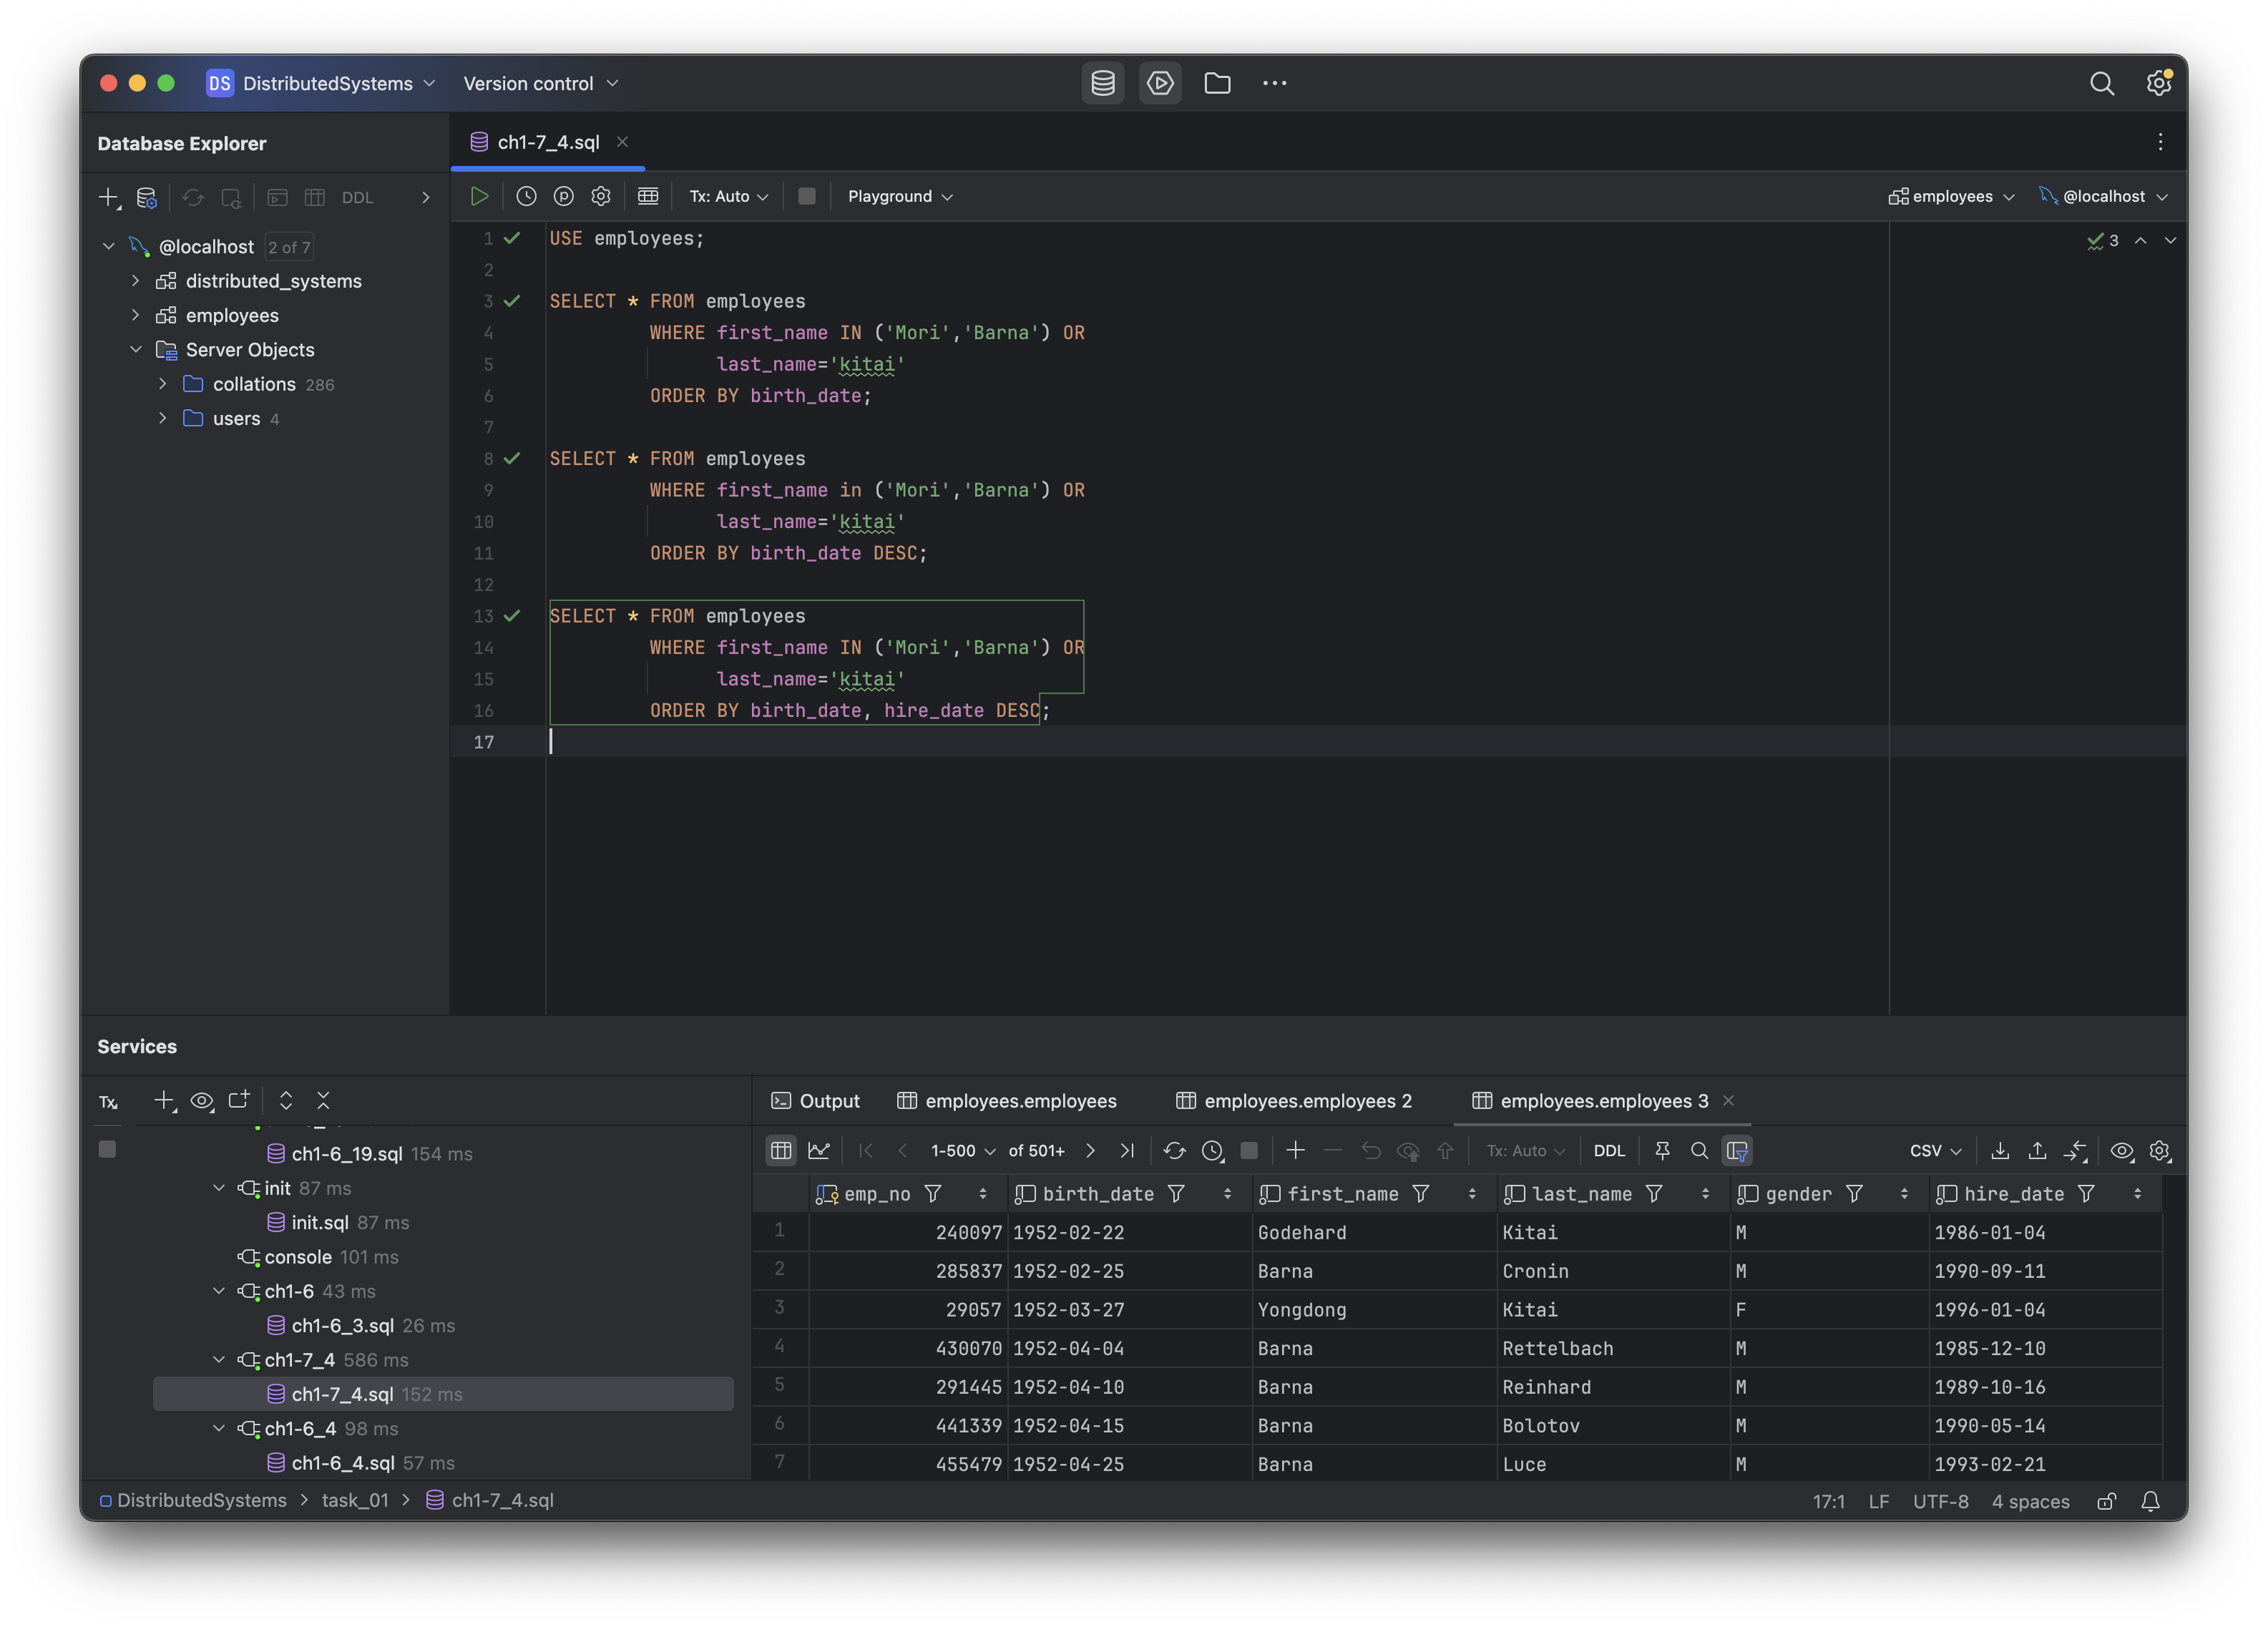 DS DistributedSystems Version control
Database Explorer
ch1-7_4.sql
DDL
Tx: Auto Playground employees @localhost
@localhost 2 of 7
distributed_systems
employees
Server Objects
collations 286
users 4
1 USE employees;
2
3 SELECT * FROM employees
4 WHERE first_name IN ('Mori','Barna') OR
5 last_name='kitai'
6 ORDER BY birth_date;
7
8 SELECT * FROM employees
9 WHERE first_name in ('Mori','Barna') OR
10 last_name='kitai'
11 ORDER BY birth_date DESC;
12
13 SELECT * FROM employees
14 WHERE first_name IN ('Mori','Barna') OR
15 last_name='kitai'
16 ORDER BY birth_date, hire_date DESC;
17
3
Services
Tx
ch1-6_19.sql 154 ms
init 87 ms
init.sql 87 ms
console 101 ms
ch1-6 43 ms
ch1-6_3.sql 26 ms
ch1-7_4 586 ms
ch1-7_4.sql 152 ms
ch1-6_4 98 ms
ch1-6_4.sql 57 ms
Output employees.employees employees.employees 2 employees.employees 3
1-500 of 501+ Tx: Auto DDL CSV
emp_no birth_date first_name last_name gender hire_date
1 240097 1952-02-22 Godehard Kitai M 1986-01-04
2 285837 1952-02-25 Barna Cronin M 1990-09-11
3 29057 1952-03-27 Yongdong Kitai F 1996-01-04
4 430070 1952-04-04 Barna Rettelbach M 1985-12-10
5 291445 1952-04-10 Barna Reinhard M 1989-10-16
6 441339 1952-04-15 Barna Bolotov M 1990-05-14
7 455479 1952-04-25 Barna Luce M 1993-02-21
DistributedSystems task_01 ch1-7_4.sql
17:1 LF UTF-8 4 spaces